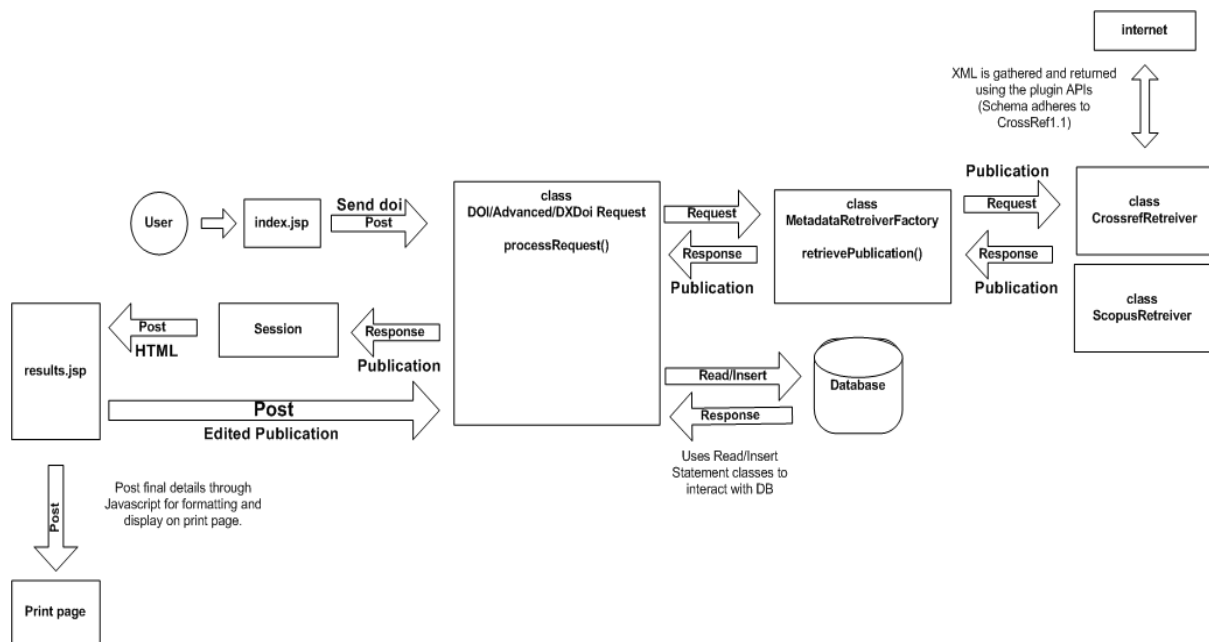 internet
XML is gathered and returned
using the plugin APIs
(Schema adheres to
CrossRef1.1)
User
index.jsp
Send doi
Post
class
DOI/Advanced/DXDoi Request
processRequest()
Request
Response
Publication
class
MetadataRetreiverFactory
retrievePublication()
Publication
Request
Response
Publication
class
CrossrefRetreiver
class
ScopusRetreiver
results.jsp
Post
HTML
Session
Response
Publication
Post
Edited Publication
Read/Insert
Response
Database
Uses Read/Insert
Statement classes to
interact with DB
Post
Post final details through
Javascript for formatting and
display on print page.
Print page